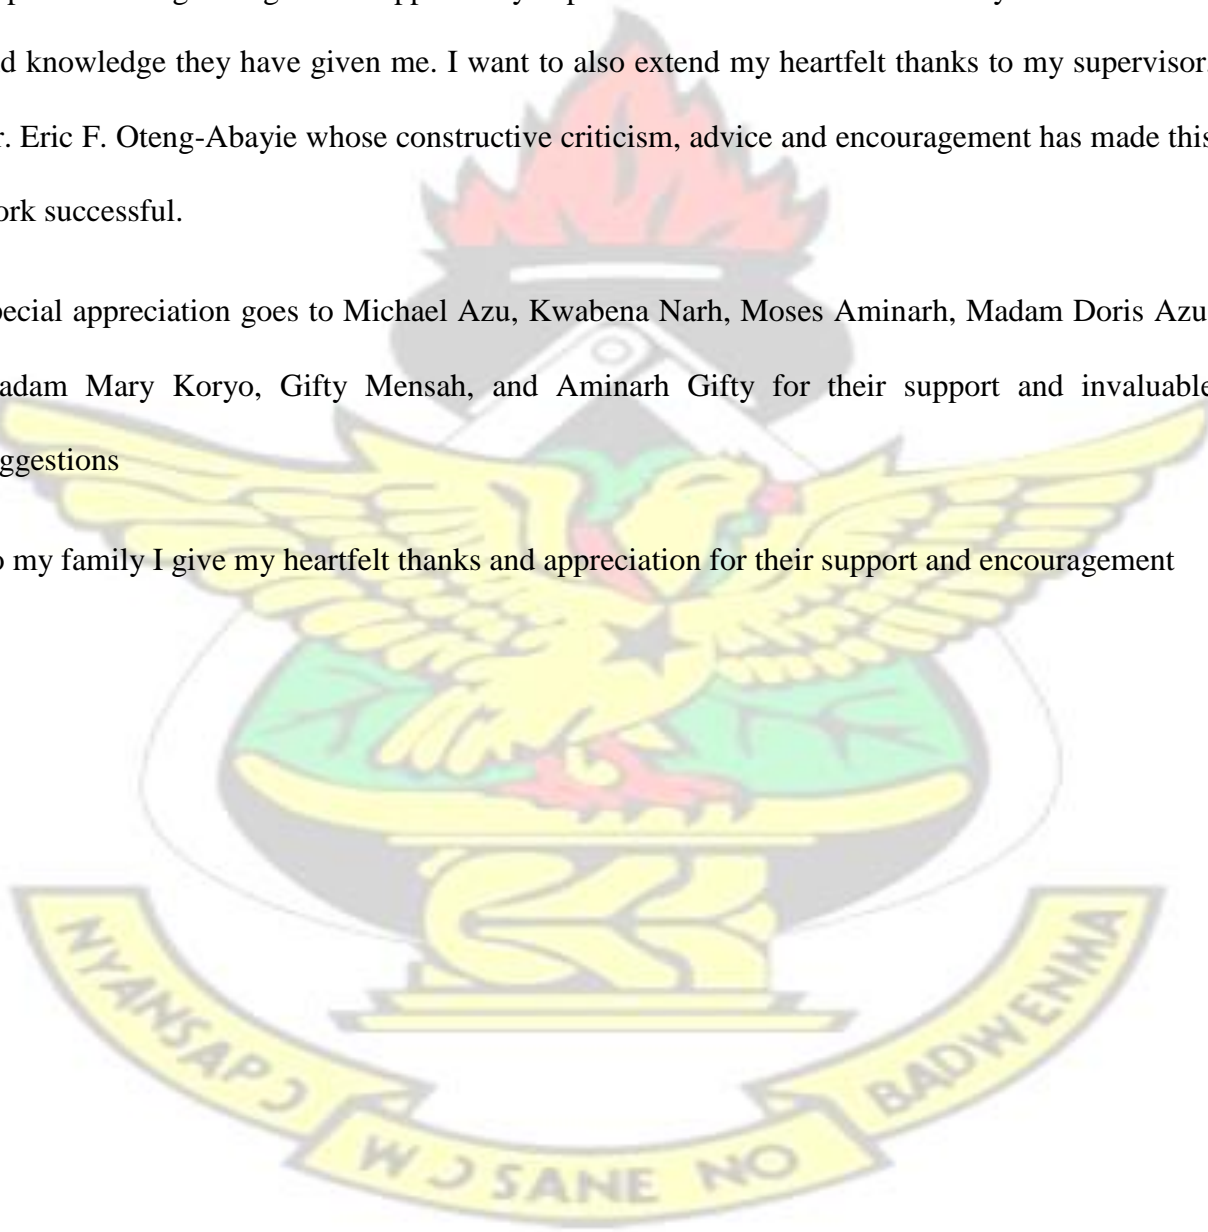 d knowledge they have given me. I want to also extend my heartfelt thanks to my supervisor,
r. Eric F. Oteng-Abayie whose constructive criticism, advice and encouragement has made this
ork successful.
pecial appreciation goes to Michael Azu, Kwabena Narh, Moses Aminarh, Madam Doris Azu
adam Mary Koryo, Gifty Mensah, and Aminarh Gifty for their support and invaluable
ggestions
o my family I give my heartfelt thanks and appreciation for their support and encouragement
NYANSAPƆ
WƆSANE NO
BADWENMA